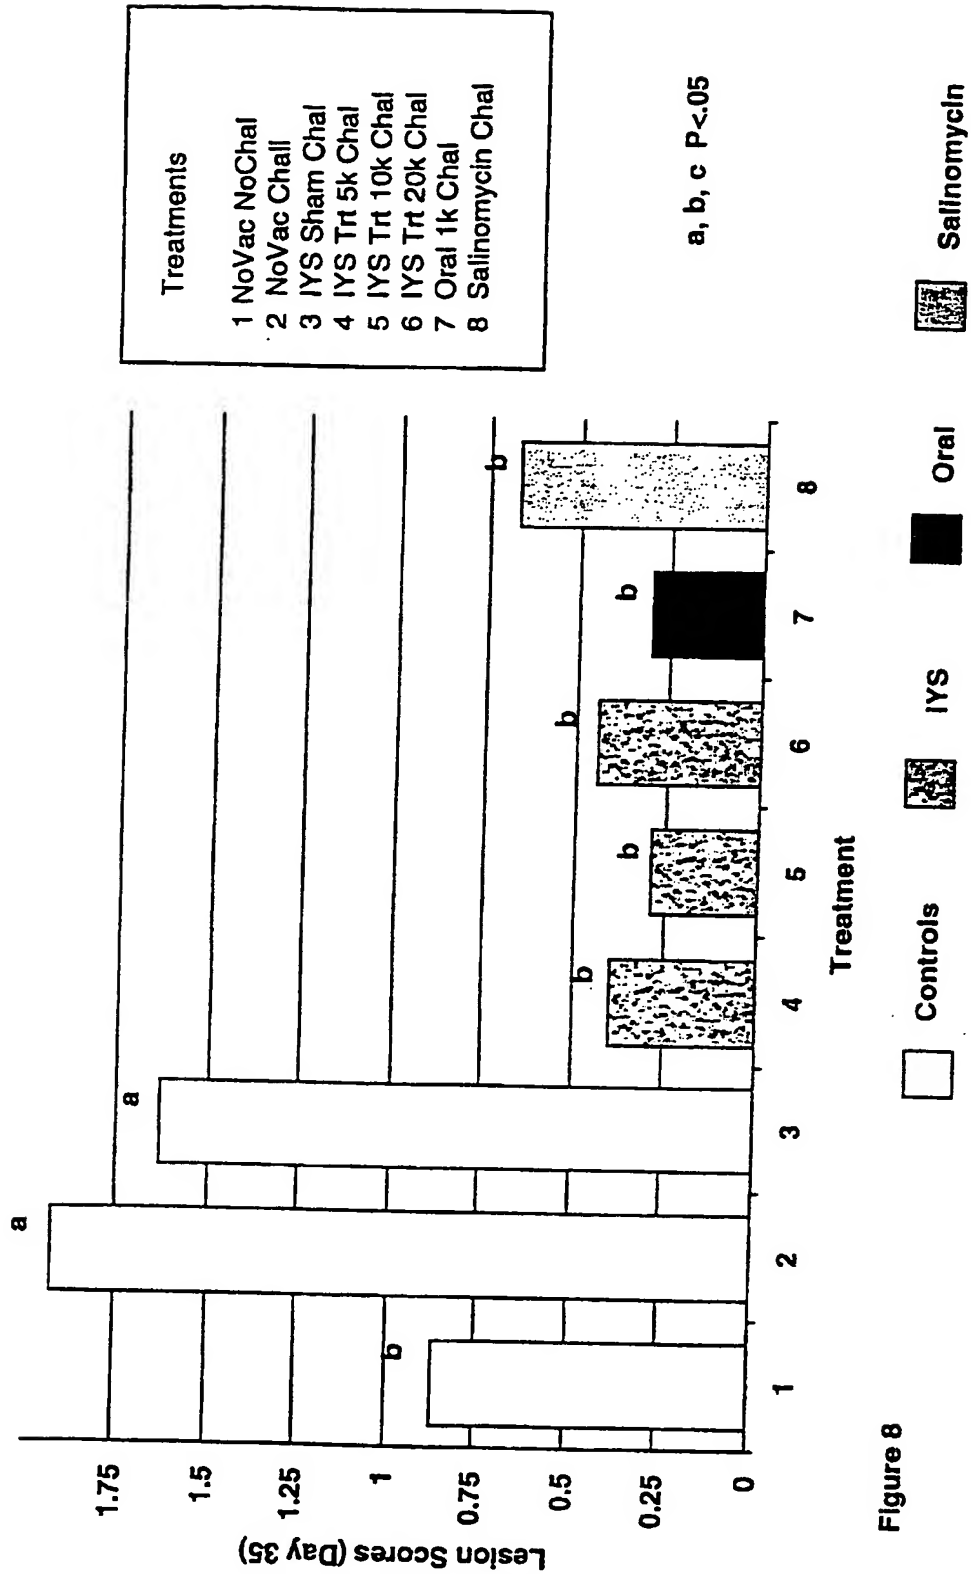 Treatments
1 NoVac NoChal
2 NoVac Chall
3 IYS Sham Chal
4 IYS Trt 5k Chal
5 IYS Trt 10k Chal
6 IYS Trt 20k Chal
7 Oral 1k Chal
8 Salinomycin Chal
a, b, c P<.05
Lesion Scores (Day 35)
1.75
1.5
1.25
1
0.75
0.5
0.25
0
b
a
a
b
b
b
b
b
1 2 3 4 5 6 7 8
Treatment
Controls IYS Oral Salinomycin
Figure 8